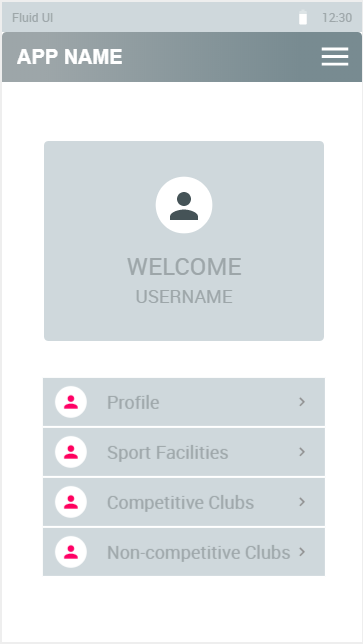 Fluid UI 12:30
APP NAME
WELCOME
USERNAME
Profile
Sport Facilities
Competitive Clubs
Non-competitive Clubs